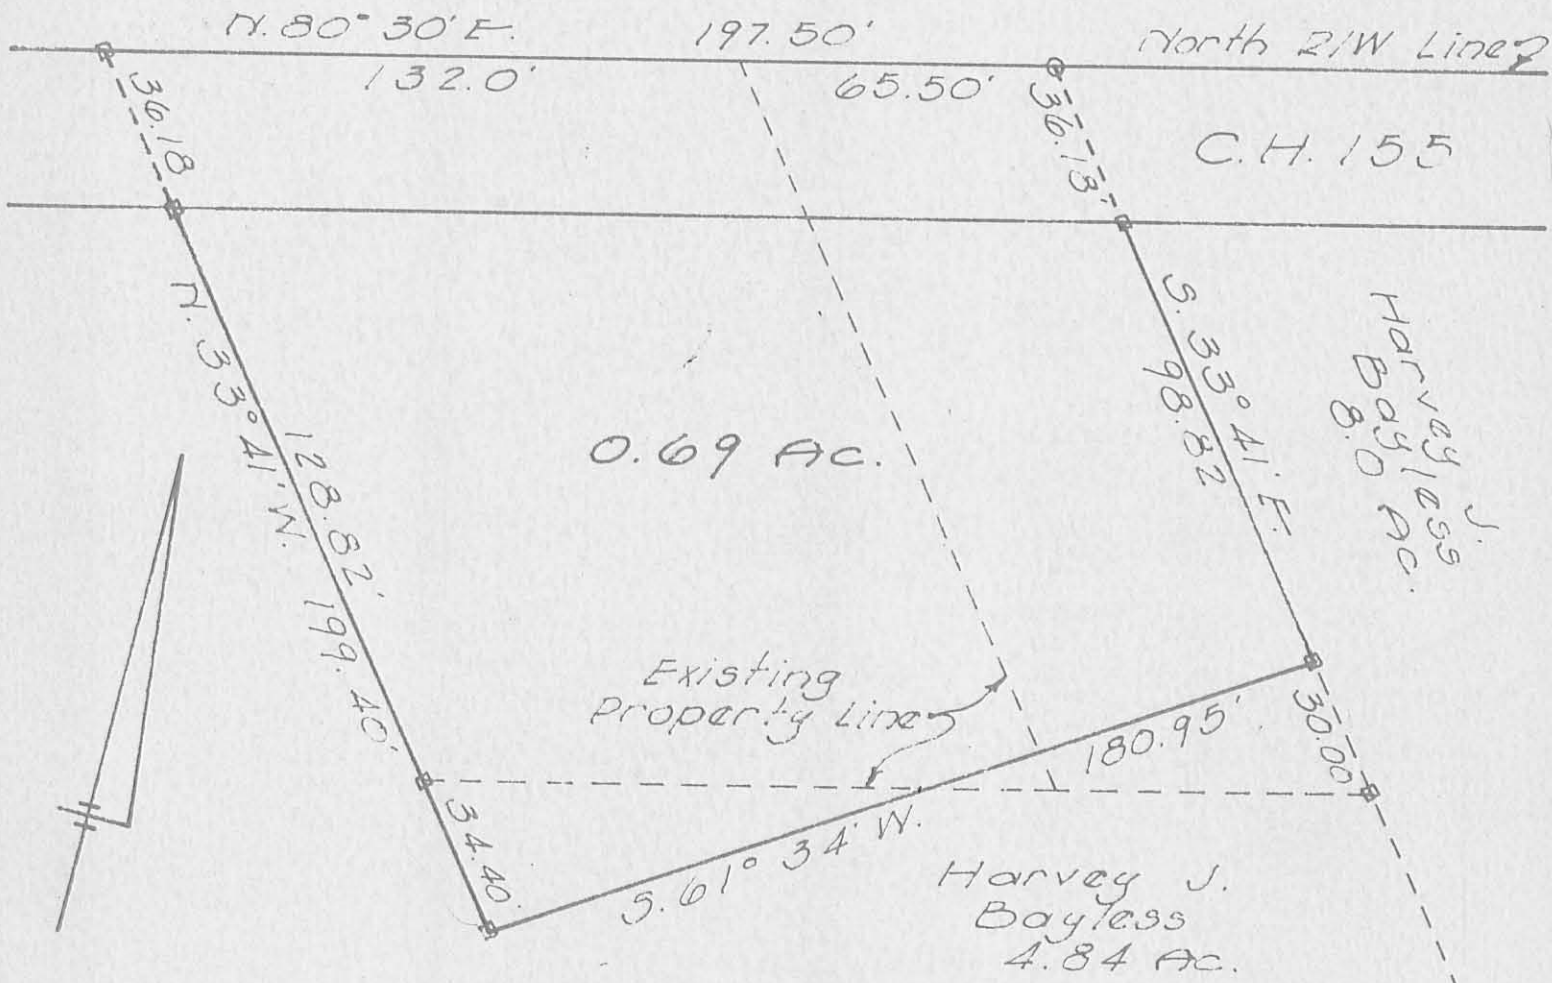 N. 80° 30' E.
197.50'
North 21W Line
132.0'
65.50'
36.18
36.18'
C.H. 155
N. 33° 41' W.
128.82'
199.40'
34.40
S. 33° 41' E.
98.82
Harvey J.
Bayless
8.0 Ac.
0.69 Ac.
Existing
Property Line
180.95'
30.00
S. 61° 34' W.
Harvey J.
Bayless
4.84 Ac.